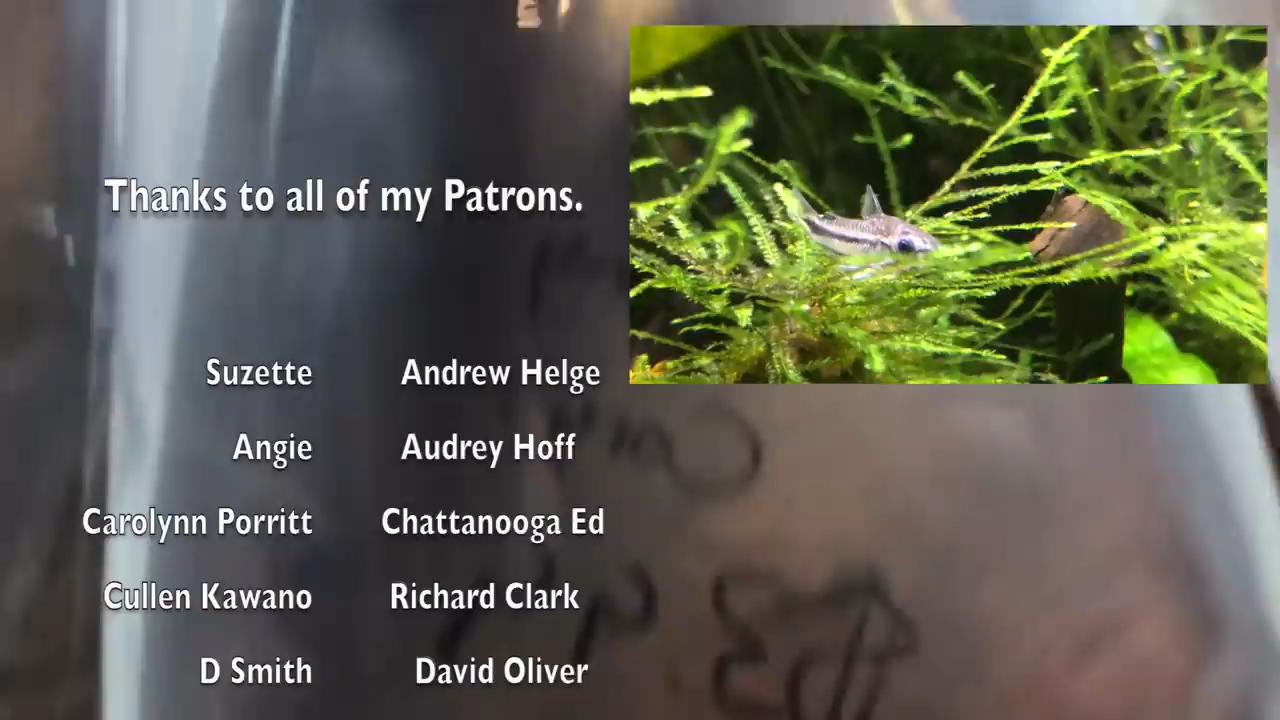 Thanks to all of my Patrons.
Suzette
Andrew Helge
Angie
Audrey Hoff
Carolynn Porritt
Chattanooga Ed
Cullen Kawano
Richard Clark
D Smith
David Oliver